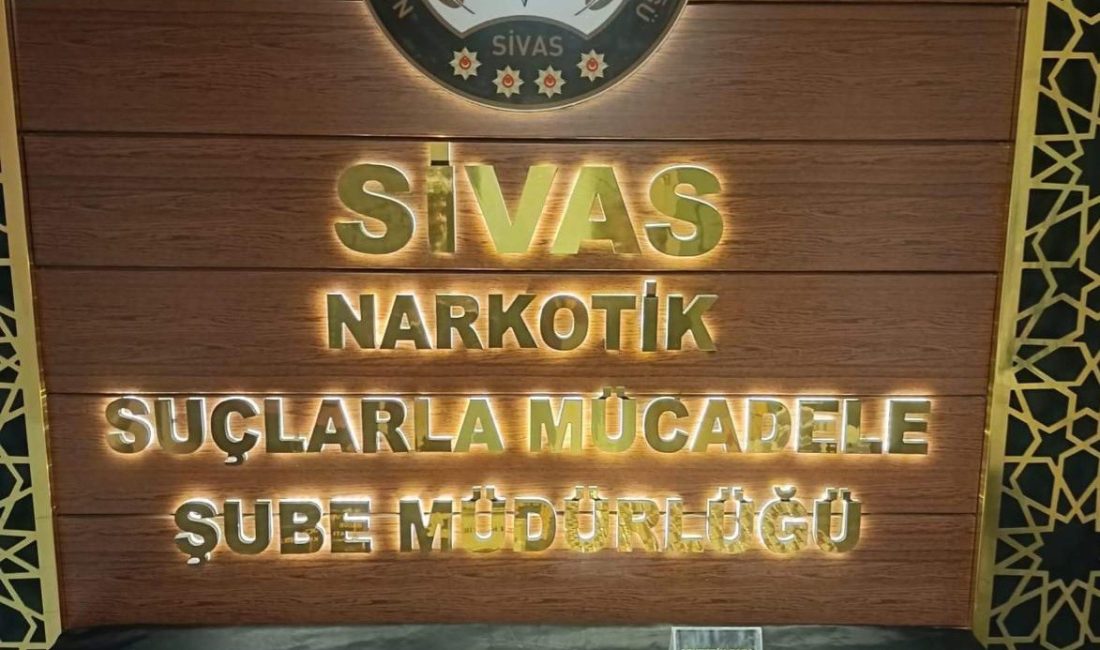 SİVAS
SİVAS
NARKOTİK
SUÇLARLA MÜCADELE
ŞUBE MÜDÜRLÜĞÜ